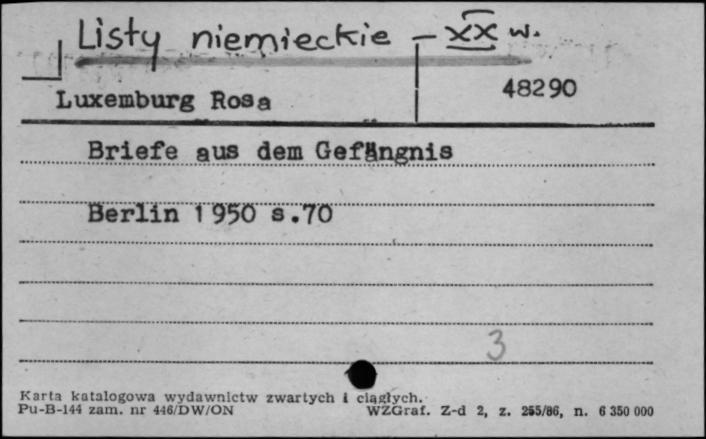 Listy niemieckie – XX w.
48290
Luxemburg Rosa
Briefe aus dem Gefängnis
Berlin 1950 s.70
3
Karta katalogowa wydawnictw zwartych i ciągłych.
Pu-B-144 zam. nr 446/DW/ON WZGraf. Z-d 2, z. 255/86, n. 6 350 000